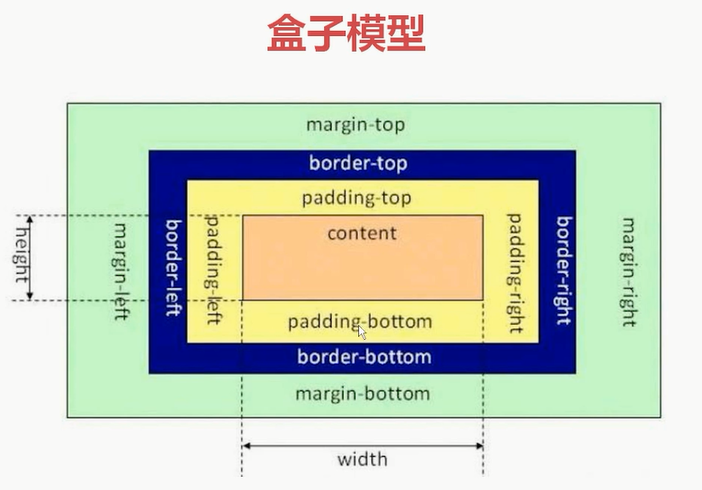 盒子模型
margin-top
border-top
padding-top
content
height
margin-left
border-left
padding-left
padding-right
border-right
margin-right
padding-bottom
border-bottom
margin-bottom
width